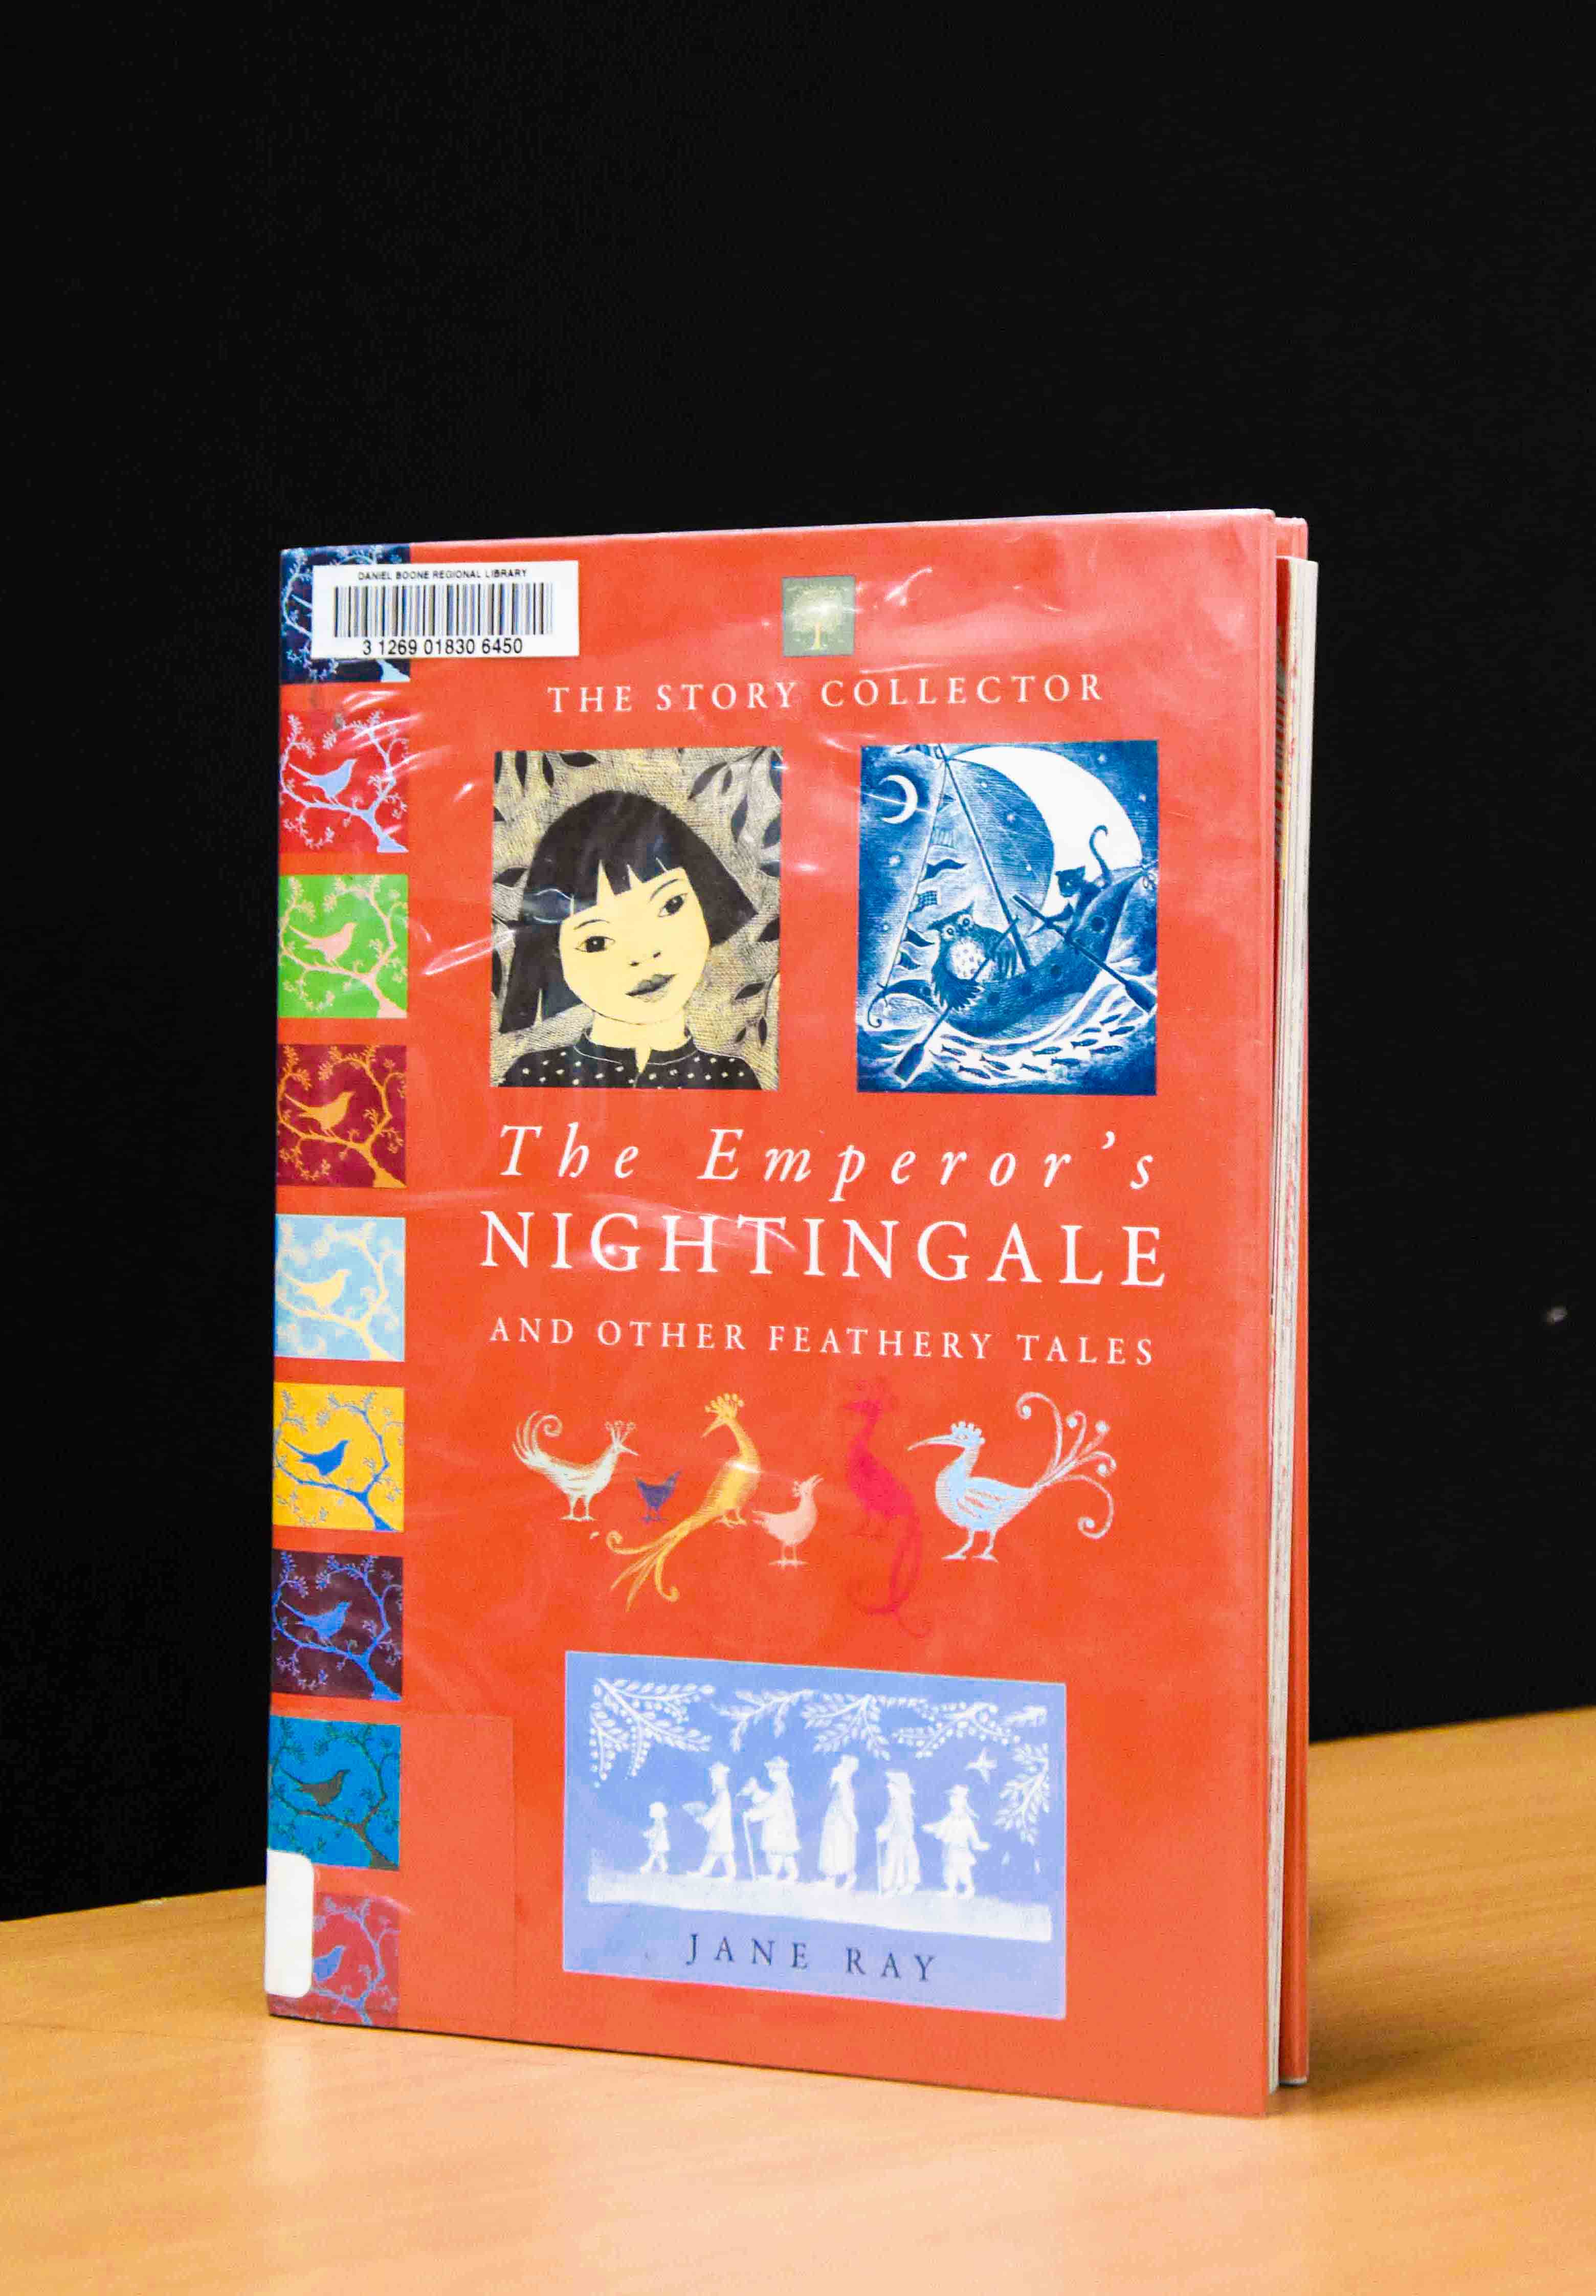 DANIEL BOONE REGIONAL LIBRARY
3 1269 01830 6450
THE STORY COLLECTOR
The Emperor's
NIGHTINGALE
AND OTHER FEATHERY TALES
JANE RAY